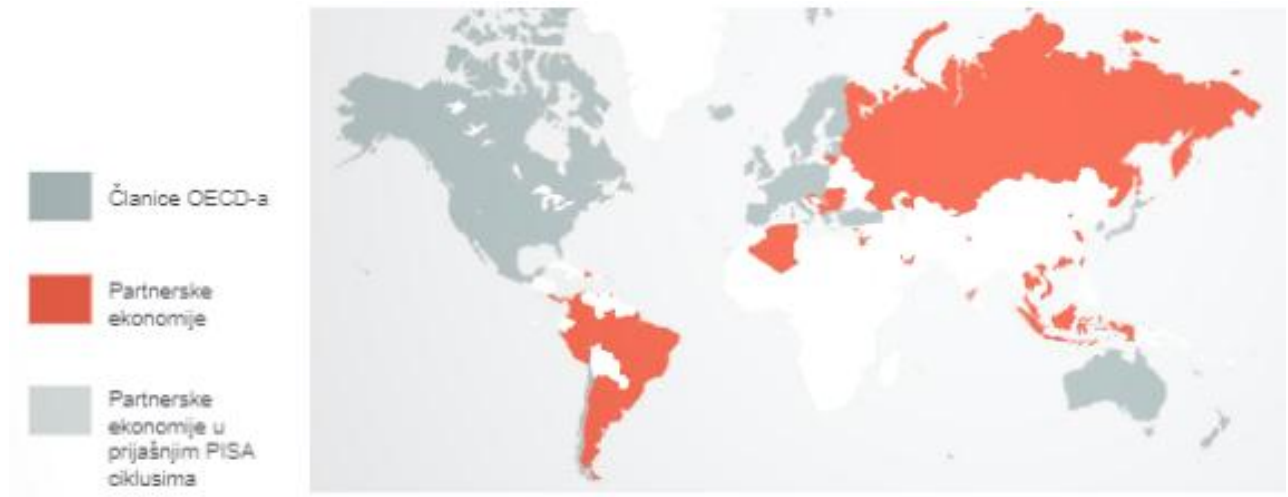 Članice OECD-a
Partnerske
ekonomije
Partnerske
ekonomije u
prijašnjim PISA
ciklusima